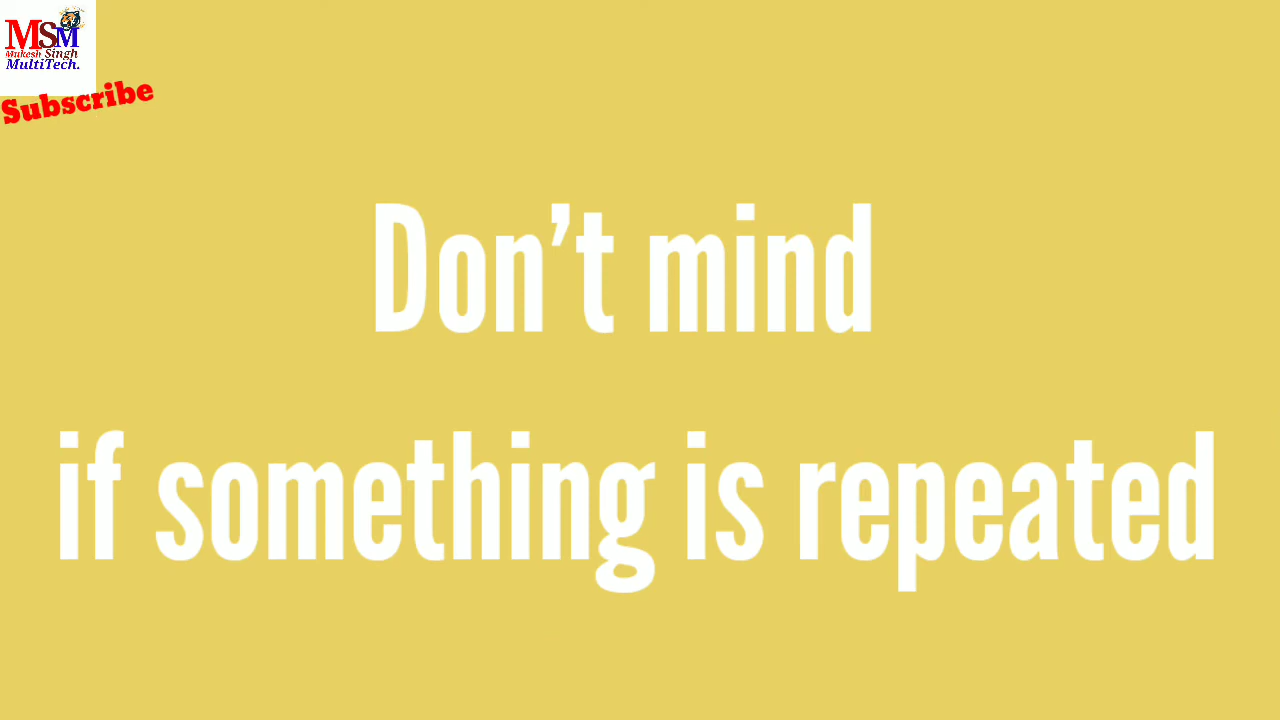 MSM
Mukesh Singh
MultiTech.
Subscribe
Don’t mind
if something is repeated